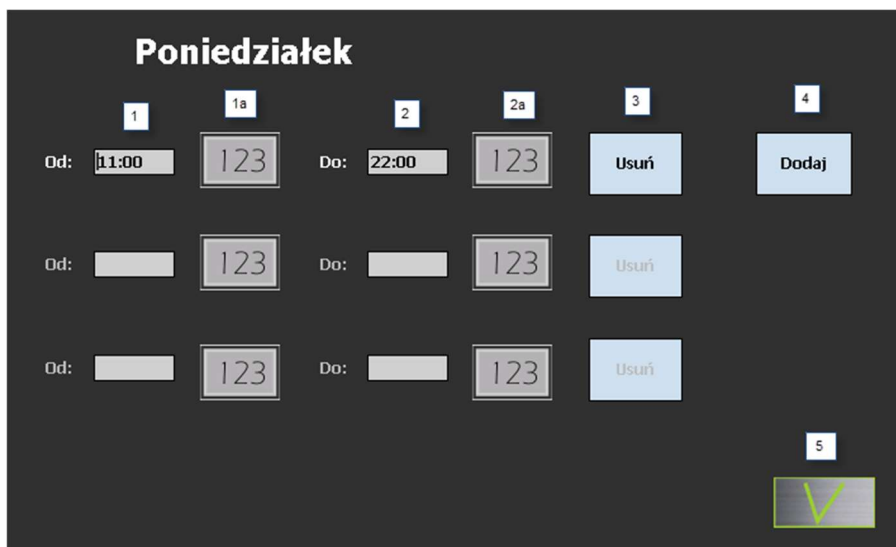 Poniedziałek
1 1a 2 2a 3 4
Od: 11:00 123 Do: 22:00 123 Usuń Dodaj
Od: 123 Do: 123 Usuń
Od: 123 Do: 123 Usuń
5